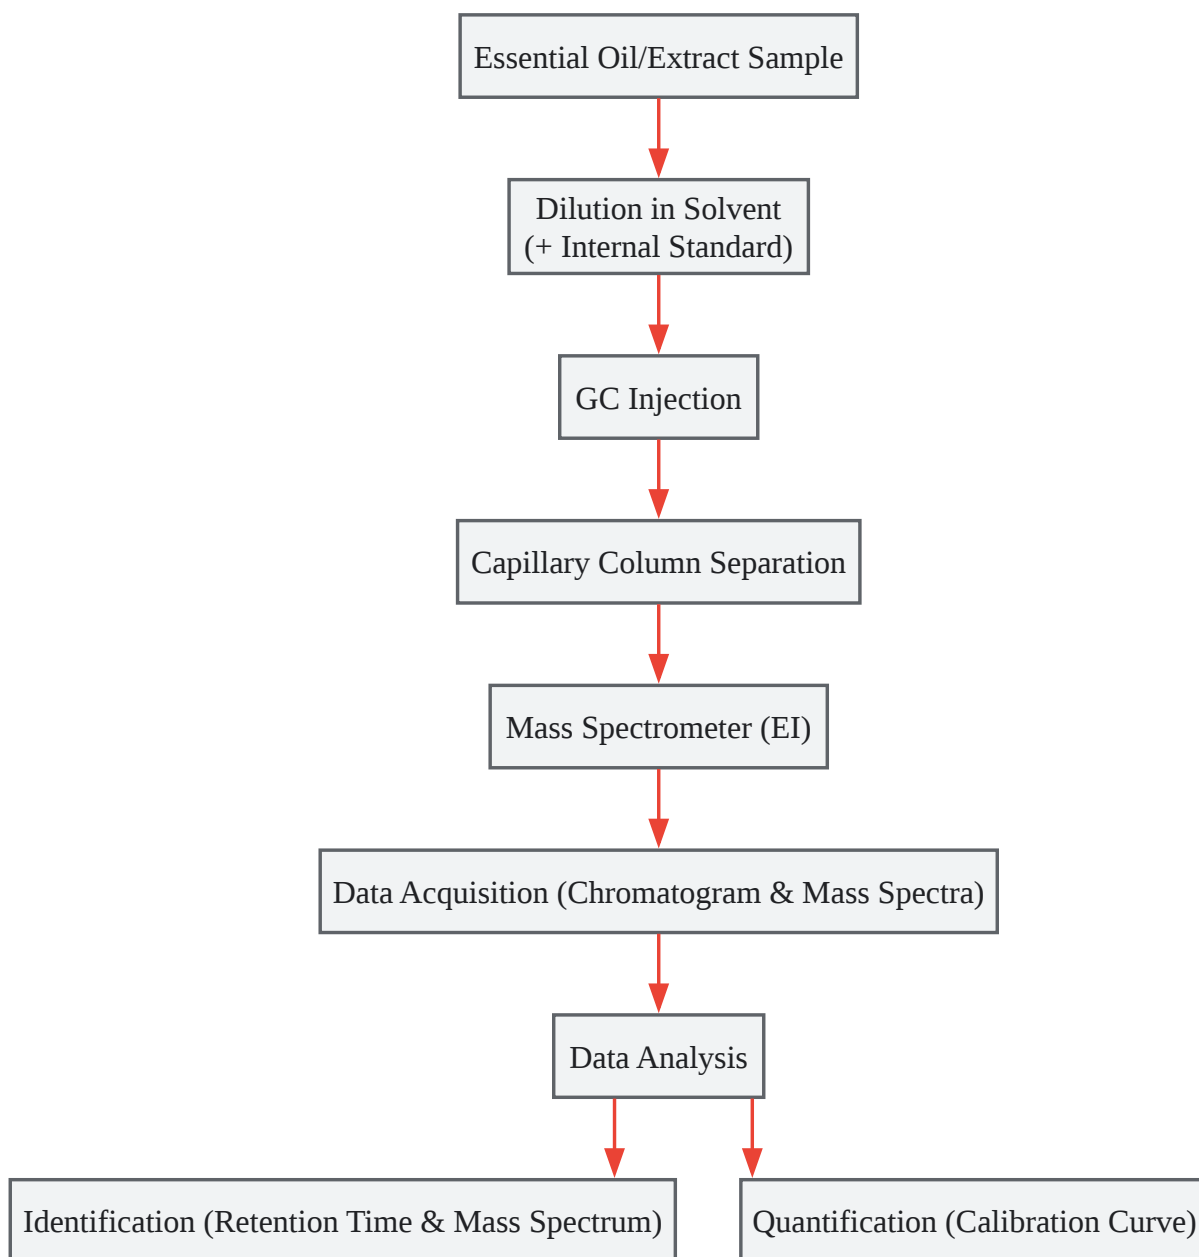 Essential Oil/Extract Sample
Dilution in Solvent
(+ Internal Standard)
GC Injection
Capillary Column Separation
Mass Spectrometer (EI)
Data Acquisition (Chromatogram & Mass Spectra)
Data Analysis
Identification (Retention Time & Mass Spectrum)
Quantification (Calibration Curve)